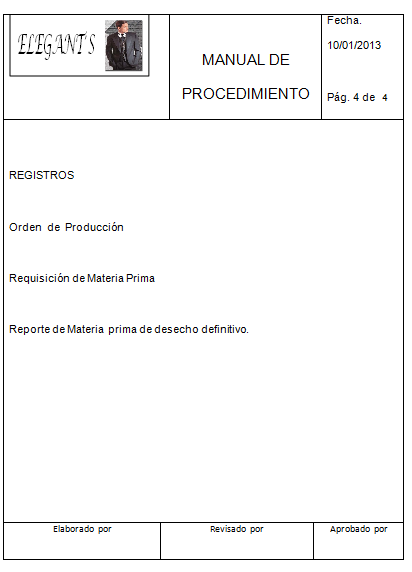 ELEGANT'S
MANUAL DE
PROCEDIMIENTO
Fecha.
10/01/2013
Pág. 4 de 4
REGISTROS
Orden de Producción
Requisición de Materia Prima
Reporte de Materia prima de desecho definitivo.
Elaborado por
Revisado por
Aprobado por